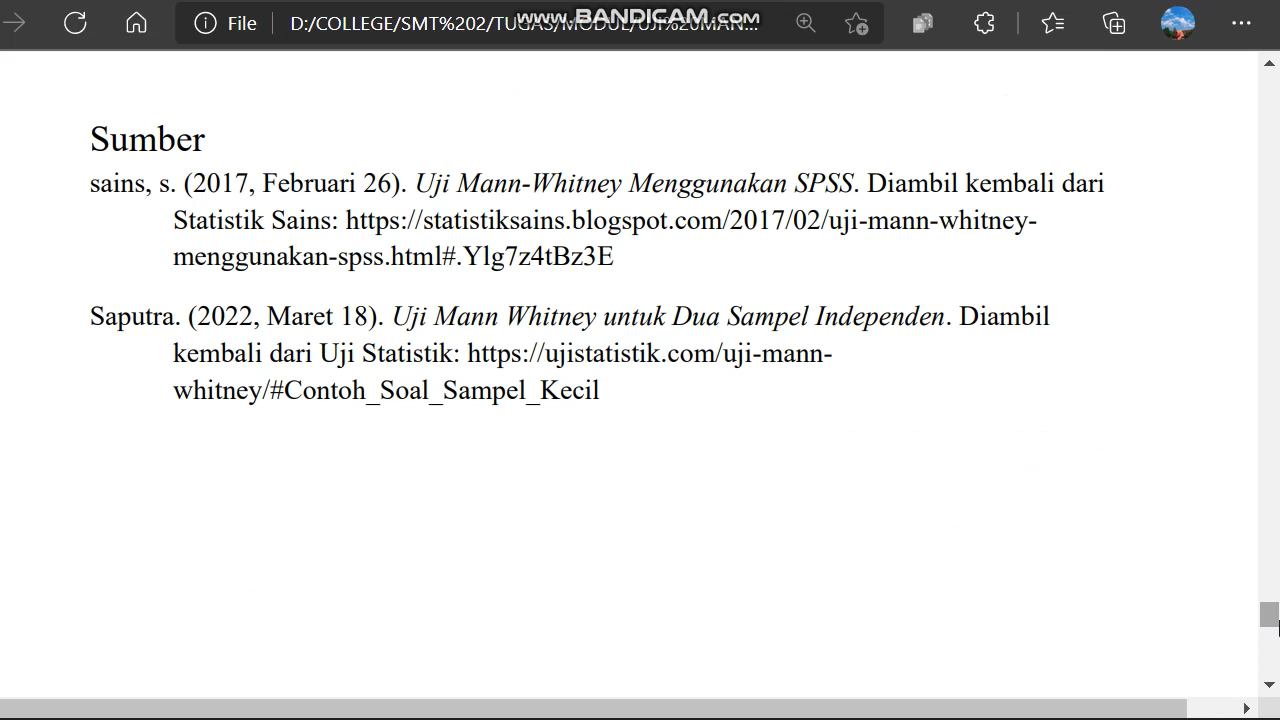 www.BANDICAM.com
File D:/COLLEGE/SMT%202/TUGAS/MODUL/UJI%20MAN...
Sumber
sains, s. (2017, Februari 26). Uji Mann-Whitney Menggunakan SPSS. Diambil kembali dari
Statistik Sains: https://statistiksains.blogspot.com/2017/02/uji-mann-whitney-
menggunakan-spss.html#.Ylg7z4tBz3E
Saputra. (2022, Maret 18). Uji Mann Whitney untuk Dua Sampel Independen. Diambil
kembali dari Uji Statistik: https://ujistatistik.com/uji-mann-
whitney/#Contoh_Soal_Sampel_Kecil